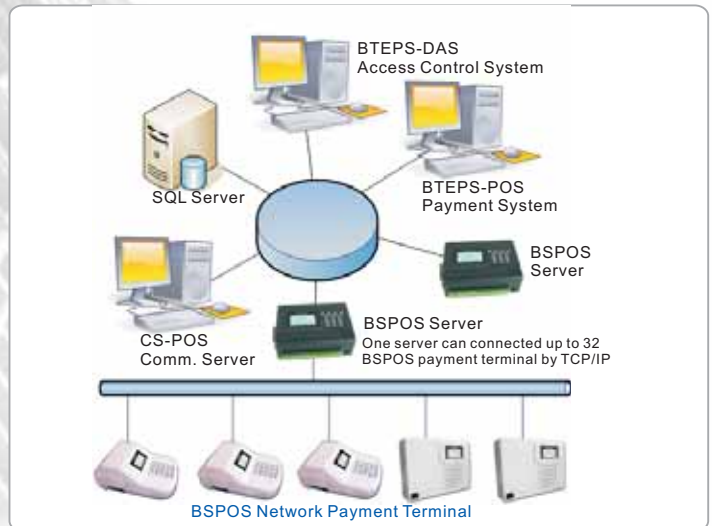 BTEPS-DAS
Access Control System
SQL Server
BTEPS-POS
Payment System
BSPOS
Server
CS-POS
Comm. Server
BSPOS Server
One server can connected up to 32
BSPOS payment terminal by TCP/IP
BSPOS Network Payment Terminal